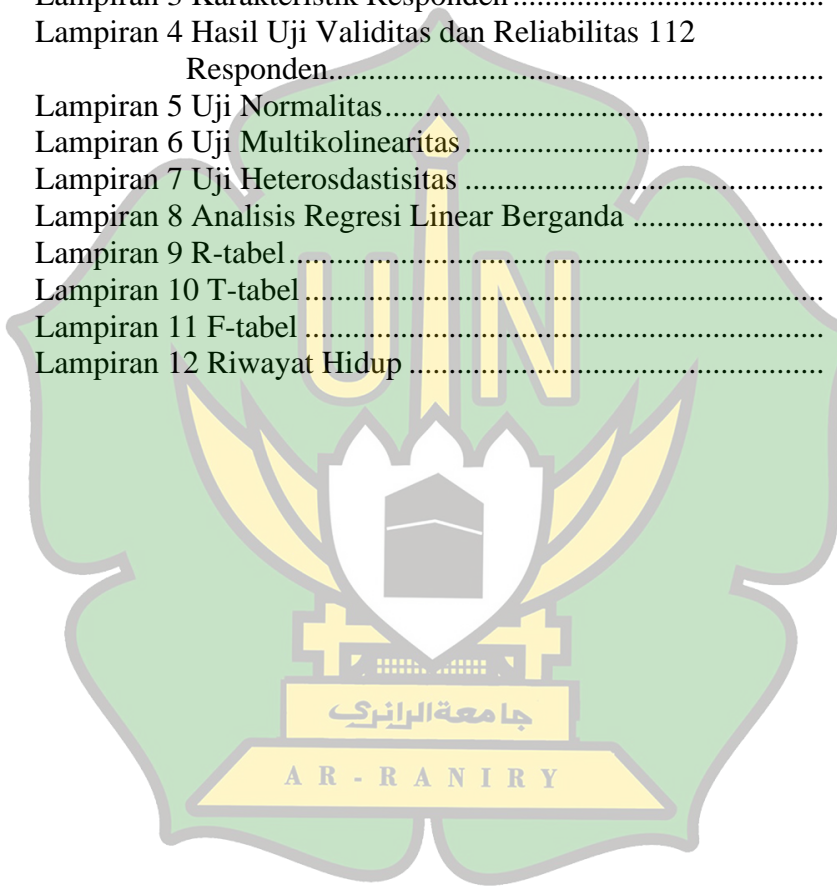 Lampiran 3 Karakteristik Responden..................................................
Lampiran 4 Hasil Uji Validitas dan Reliabilitas 112
Responden..................................................................
Lampiran 5 Uji Normalitas..........................................................
Lampiran 6 Uji Multikolinearitas................................................
Lampiran 7 Uji Heterosdastisitas ................................................
Lampiran 8 Analisis Regresi Linear Berganda .........................
Lampiran 9 R-tabel.......................................................................
Lampiran 10 T-tabel.....................................................................
Lampiran 11 F-tabel .....................................................................
Lampiran 12 Riwayat Hidup .......................................................
UIN
جامعة الرانري
AR-RANIRY